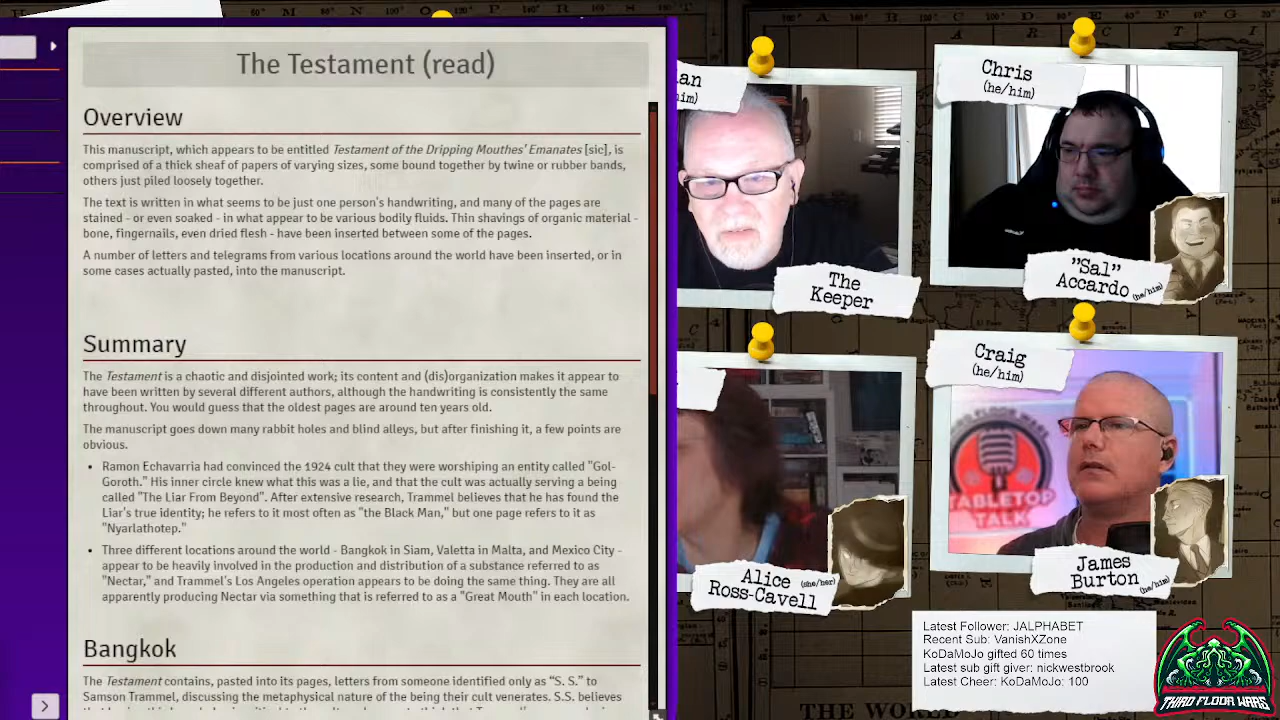 The Testament (read)
Overview
This manuscript, which appears to be entitled Testament of the Dripping Mouthes' Emanates [sic], is
comprised of a thick sheaf of papers of varying sizes, some bound together by twine or rubber bands,
others just piled loosely together.
The text is written in what seems to be just one person's handwriting, and many of the pages are
stained - or even soaked - in what appear to be various bodily fluids. Thin shavings of organic material -
bone, fingernails, even dried flesh - have been inserted between some of the pages.
A number of letters and telegrams from various locations around the world have been inserted, or in
some cases actually pasted, into the manuscript.
Summary
The Testament is a chaotic and disjointed work; its content and (dis)organization makes it appear to
have been written by several different authors, although the handwriting is consistently the same
throughout. You would guess that the oldest pages are around ten years old.
The manuscript goes down many rabbit holes and blind alleys, but after finishing it, a few points are
obvious.
• Ramon Echavarria had convinced the 1924 cult that they were worshiping an entity called "Gol-
Goroth." His inner circle knew what this was a lie, and that the cult was actually serving a being
called "The Liar From Beyond". After extensive research, Trammel believes that he has found the
Liar's true identity; he refers to it most often as "the Black Man," but one page refers to it as
"Nyarlathotep."
• Three different locations around the world - Bangkok in Siam, Valetta in Malta, and Mexico City -
appear to be heavily involved in the production and distribution of a substance referred to as
"Nectar," and Trammel's Los Angeles operation appears to be doing the same thing. They are all
apparently producing Nectar from something that is referred to as a "Great Mouth" in each location.
Bangkok
The Testament contains, pasted into its pages, letters from someone identified only as "S. S." to
Samson Trammel, discussing the metaphysical nature of the being their cult venerates. S.S. believes
an
im)
The
Keeper
Chris
(he/him)
"Sal"
Accardo (he/him)
Alice (she/her)
Ross-Cavell
Craig
(he/him)
TABLETOP
TALK
James
Burton (he/him)
Latest Follower: JALPHABET
Recent Sub: VanishXZone
KoDaMoJo gifted 60 times
Latest sub gift giver: nickwestbrook
Latest Cheer: KoDaMoJo: 100
THIRD FLOOR WARS
THE WORLD